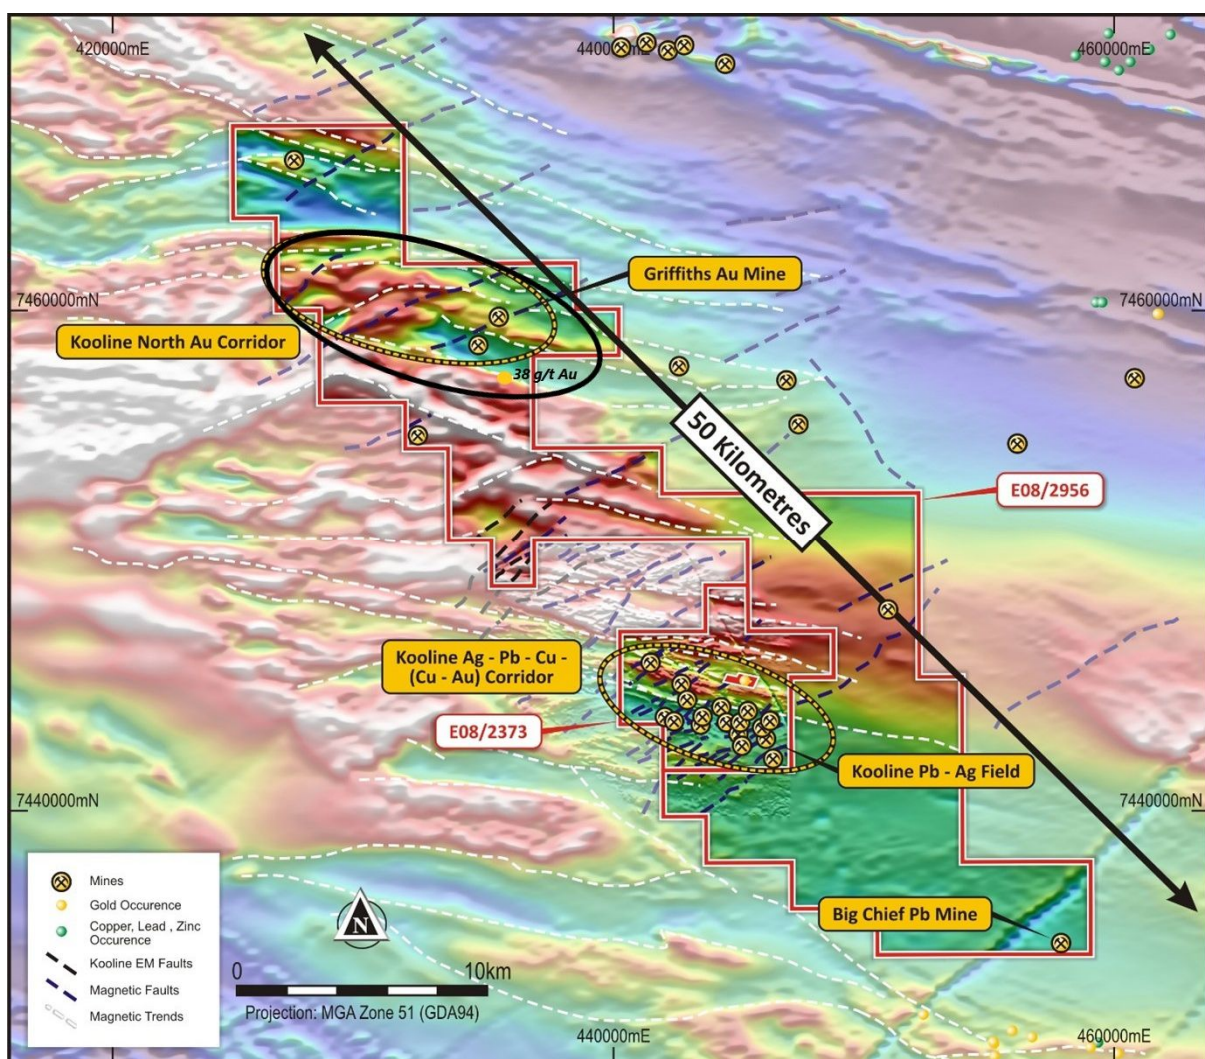 420000mE
440000mE
460000mE
7460000mN
7460000mN
Griffiths Au Mine
Kooline North Au Corridor
38 g/t Au
50 Kilometres
E08/2956
Kooline Ag - Pb - Cu -
(Cu - Au) Corridor
E08/2373
Kooline Pb - Ag Field
7440000mN
7440000mN
Big Chief Pb Mine
Mines
Gold Occurence
Copper, Lead , Zinc
Occurence
Kooline EM Faults
Magnetic Faults
Magnetic Trends
N
0
10km
Projection: MGA Zone 51 (GDA94)
440000mE
460000mE